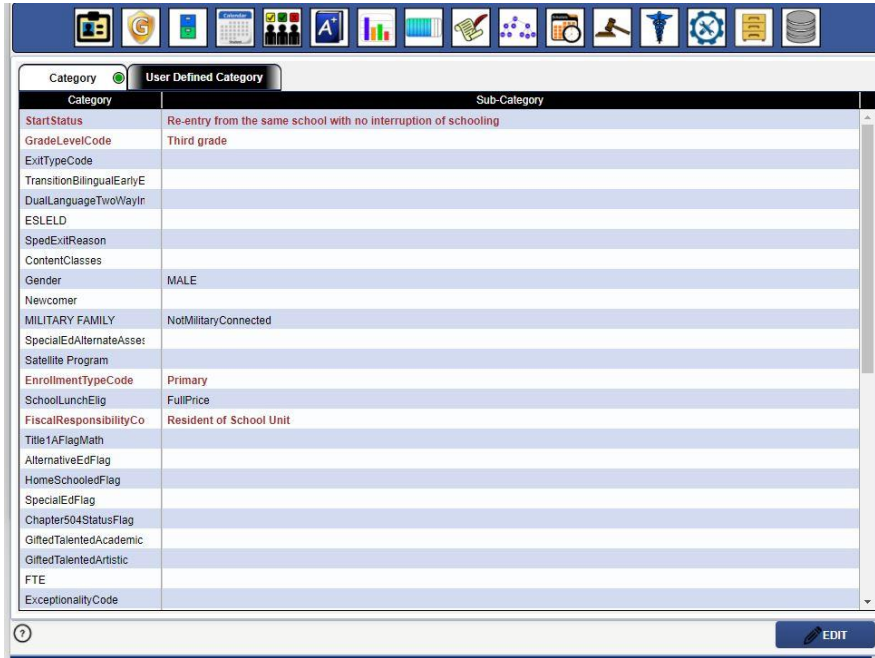 Calendar
Category
User Defined Category
Category Sub-Category
StartStatus Re-entry from the same school with no interruption of schooling
GradeLevelCode Third grade
ExitTypeCode
TransitionBilingualEarlyE
DualLanguageTwoWayIn
ESLELD
SpedExitReason
ContentClasses
Gender MALE
Newcomer
MILITARY FAMILY NotMilitaryConnected
SpecialEdAlternateAsses
Satellite Program
EnrollmentTypeCode Primary
SchoolLunchElig FullPrice
FiscalResponsibilityCo Resident of School Unit
Title1AFlagMath
AlternativeEdFlag
HomeSchooledFlag
SpecialEdFlag
Chapter504StatusFlag
GiftedTalentedAcademic
GiftedTalentedArtistic
FTE
ExceptionalityCode
? EDIT